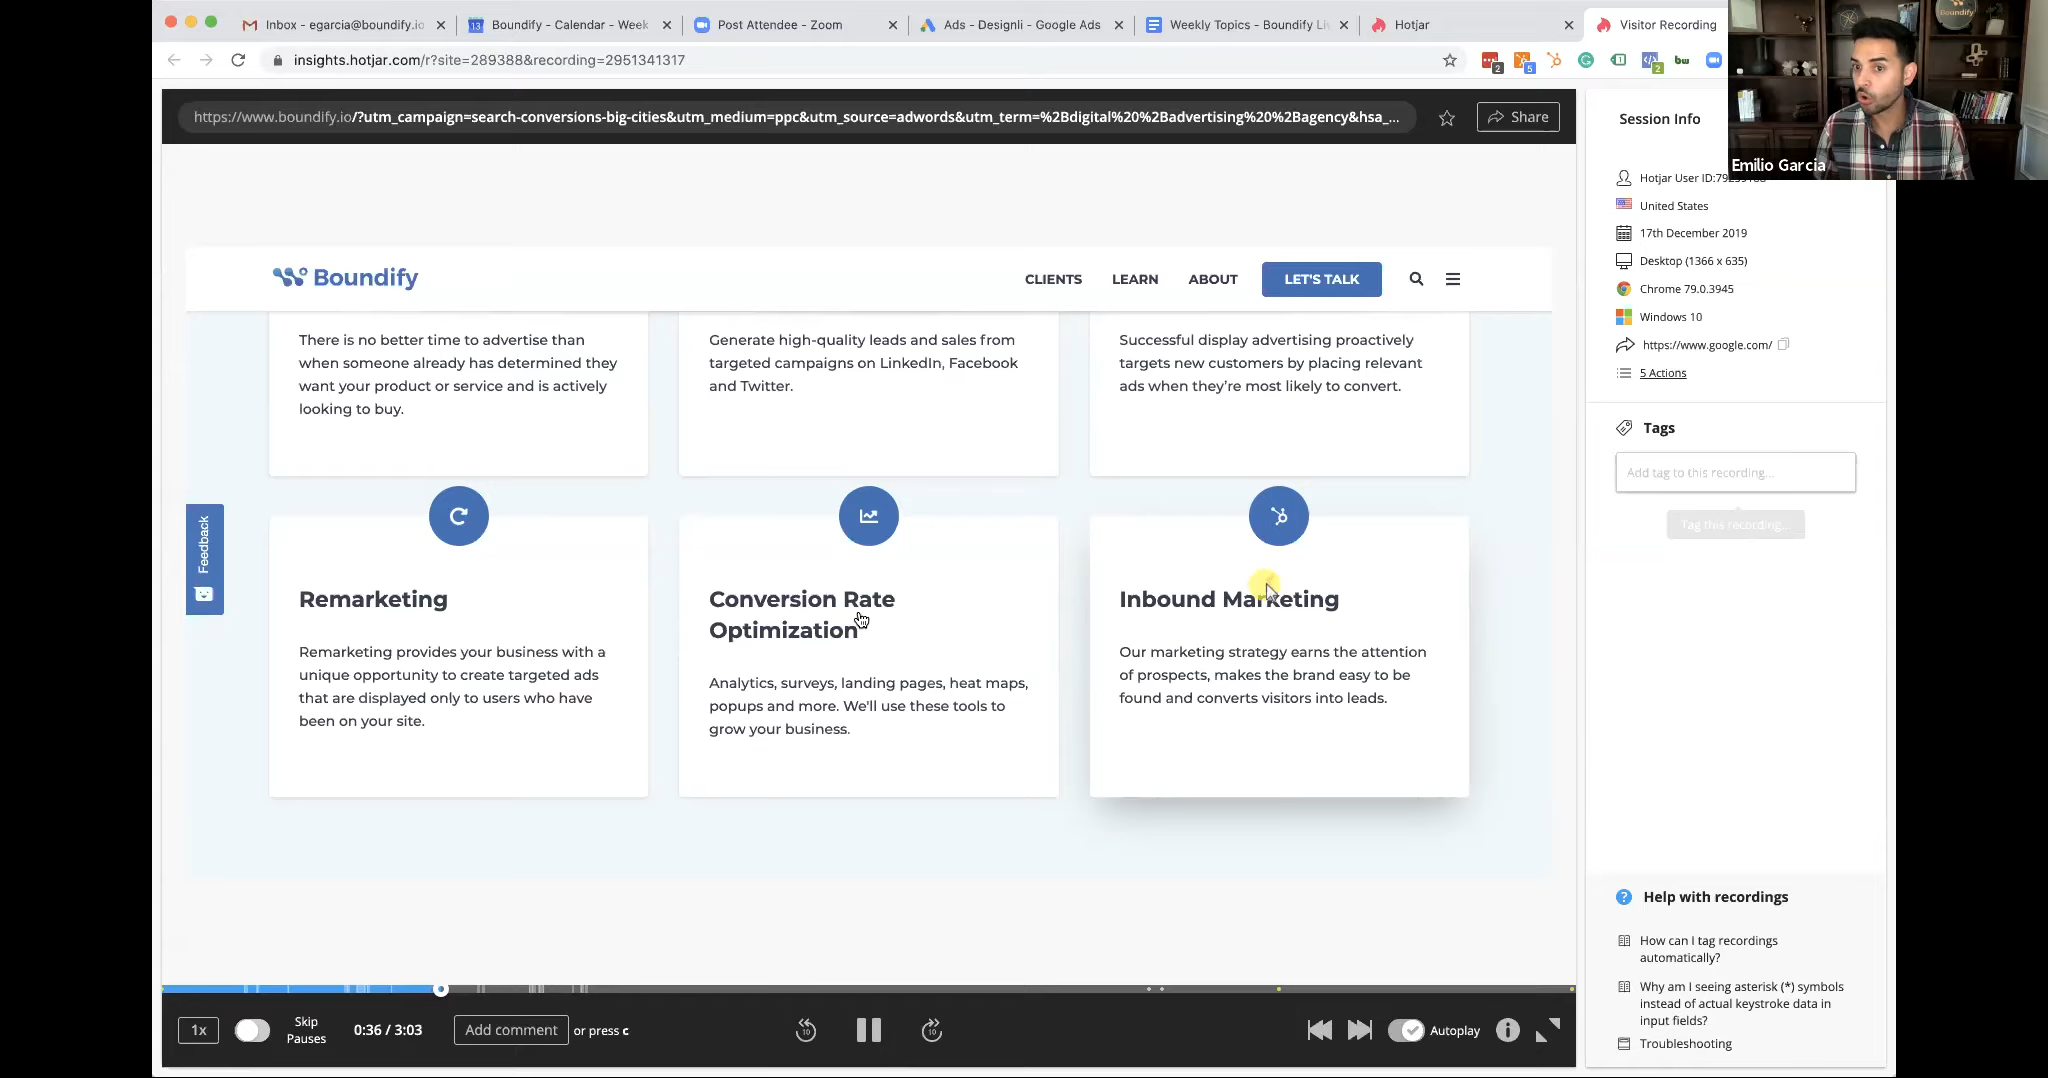 Inbox - egarcia@boundify.io
Boundify - Calendar - Week
Post Attendee - Zoom
Ads - Designli - Google Ads
Weekly Topics - Boundify Li
Hotjar
Visitor Recording
insights.hotjar.com/r?site=289388&recording=2951341317
2
5
1
2
bw
Boundify
Emilio Garcia
https://www.boundify.io/?utm_campaign=search-conversions-big-cities&utm_medium=ppc&utm_source=adwords&utm_term=%2Bdigital%20%2Badvertising%20%2Bagency&hsa_...
Share
Boundify
CLIENTS
LEARN
ABOUT
LET'S TALK
There is no better time to advertise than
when someone already has determined they
want your product or service and is actively
looking to buy.
Generate high-quality leads and sales from
targeted campaigns on LinkedIn, Facebook
and Twitter.
Successful display advertising proactively
targets new customers by placing relevant
ads when they're most likely to convert.
Feedback
Remarketing
Remarketing provides your business with a
unique opportunity to create targeted ads
that are displayed only to users who have
been on your site.
Conversion Rate
Optimization
Analytics, surveys, landing pages, heat maps,
popups and more. We'll use these tools to
grow your business.
Inbound Marketing
Our marketing strategy earns the attention
of prospects, makes the brand easy to be
found and converts visitors into leads.
Session Info
Hotjar User ID:
United States
17th December 2019
Desktop (1366 x 635)
Chrome 79.0.3945
Windows 10
https://www.google.com/
5 Actions
Tags
Add tag to this recording...
Tag this recording...
Help with recordings
How can I tag recordings
automatically?
Why am I seeing asterisk (*) symbols
instead of actual keystroke data in
input fields?
Troubleshooting
1x
Skip
Pauses
0:36 / 3:03
Add comment
or press c
10
10
Autoplay